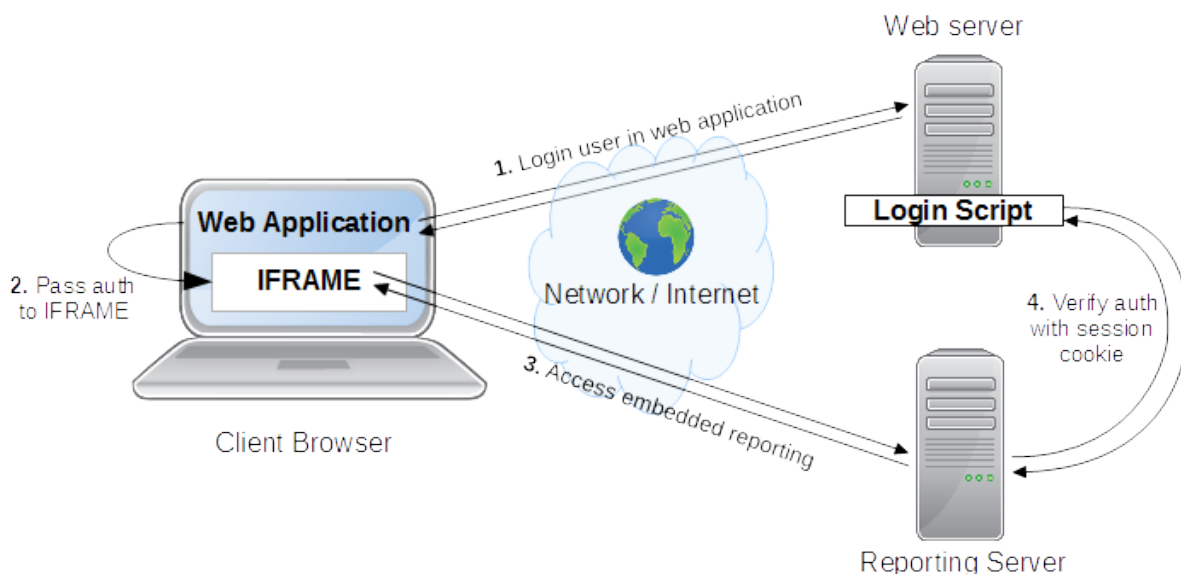 Web server
1. Login user in web application
Login Script
Web Application
IFRAME
2. Pass auth
to IFRAME
Network / Internet
4. Verify auth
with session
cookie
3. Access embedded reporting
Client Browser
Reporting Server